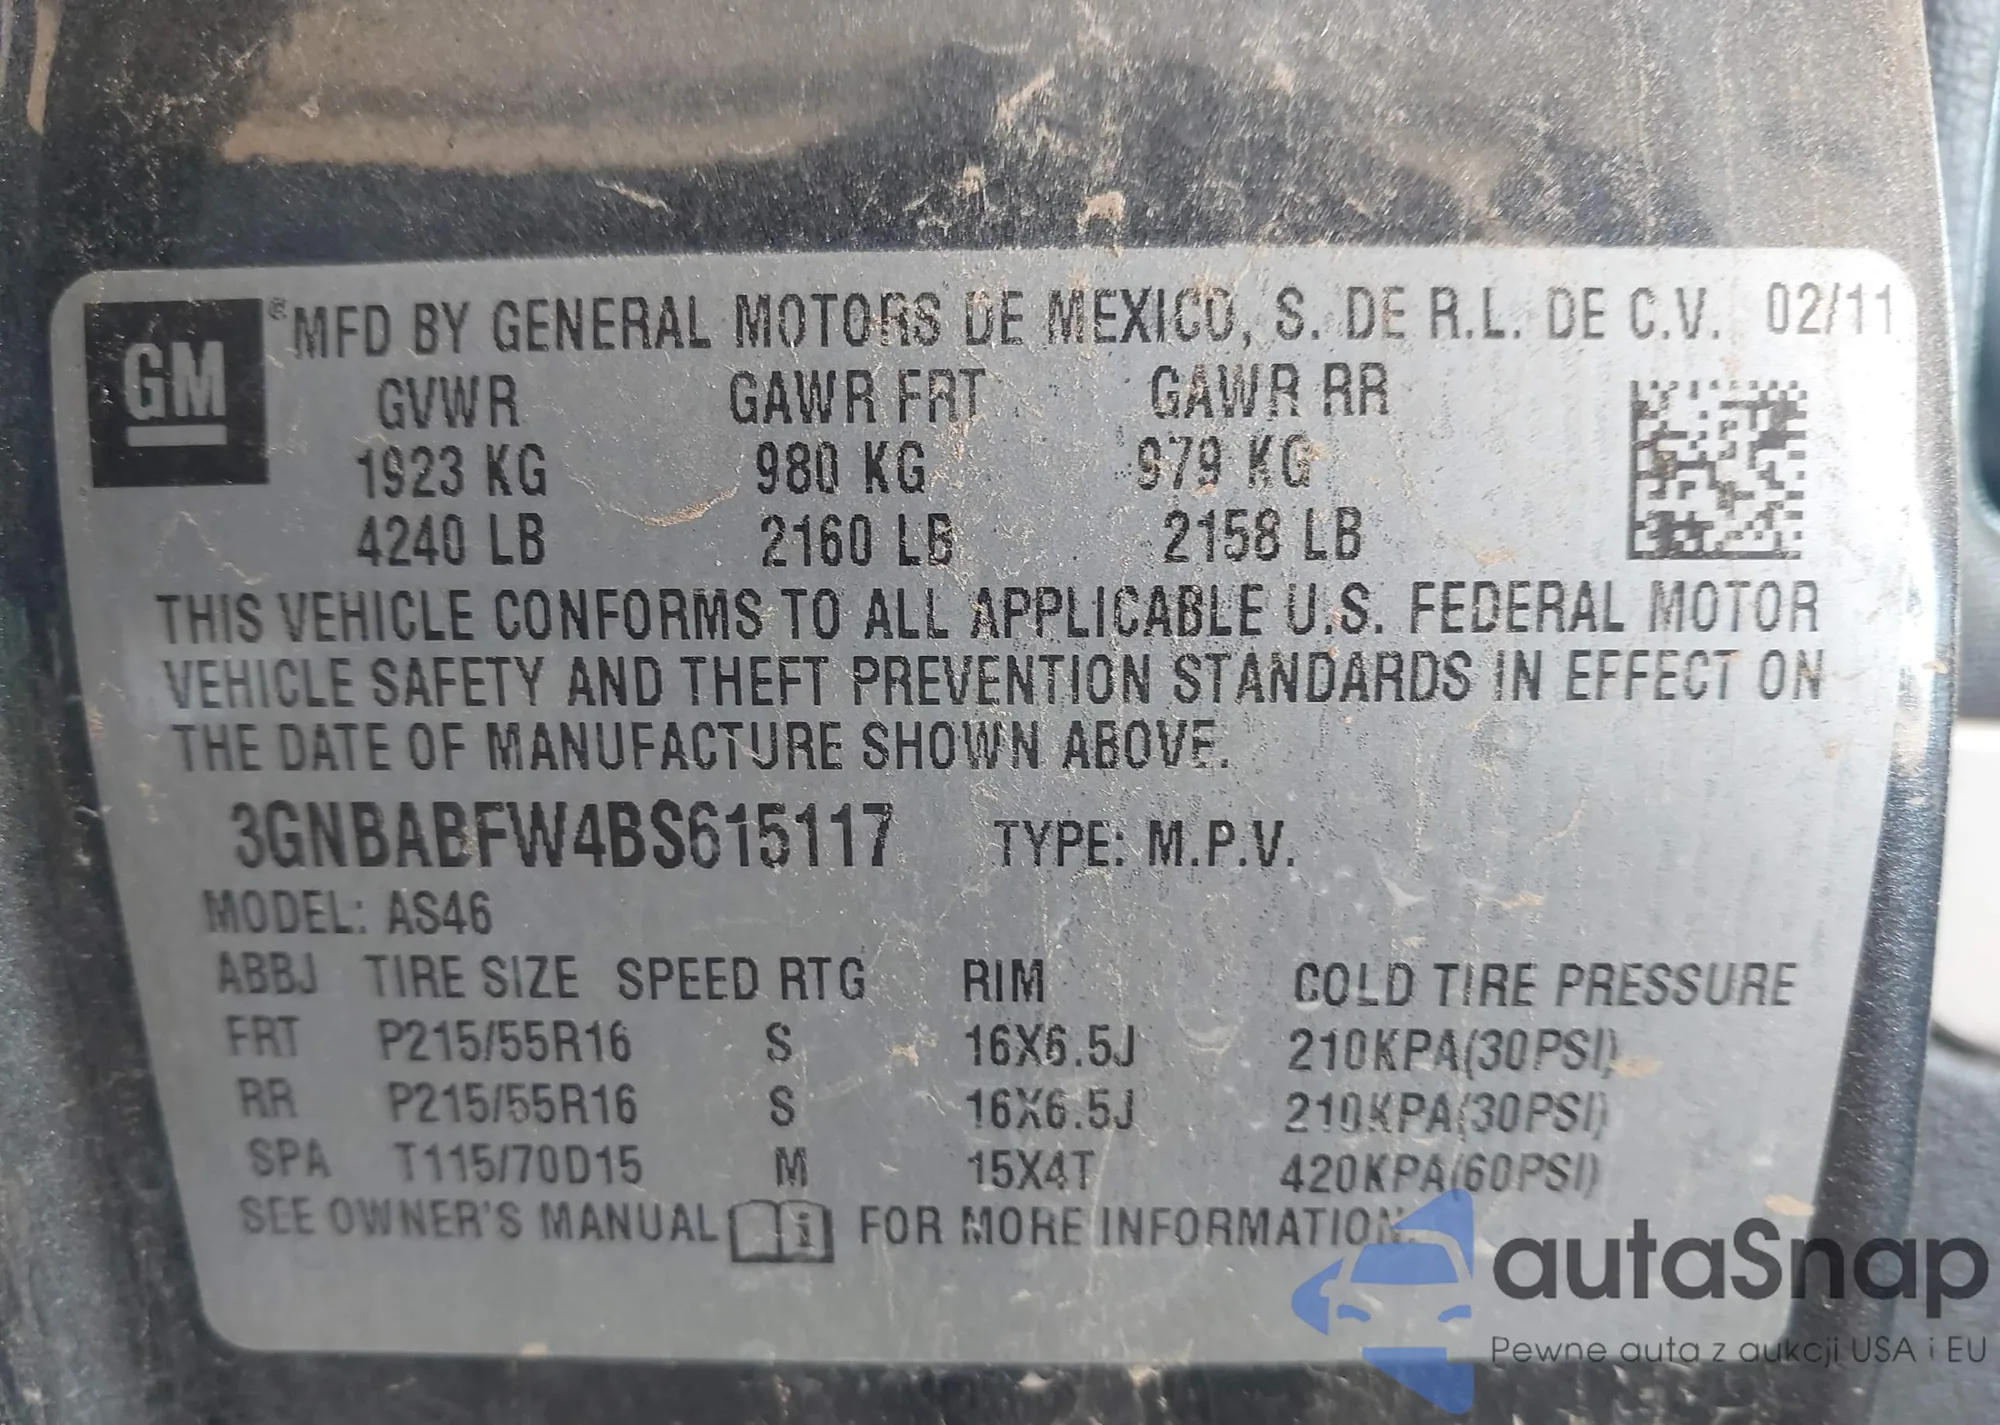 GM ® MFD BY GENERAL MOTORS DE MEXICO, S. DE R.L. DE C.V. 02/11
GVWR GAWR FRT GAWR RR
1923 KG 980 KG 979 KG
4240 LB 2160 LB 2158 LB
THIS VEHICLE CONFORMS TO ALL APPLICABLE U.S. FEDERAL MOTOR
VEHICLE SAFETY AND THEFT PREVENTION STANDARDS IN EFFECT ON
THE DATE OF MANUFACTURE SHOWN ABOVE.
3GNBABFW4BS615117 TYPE: M.P.V.
MODEL: AS46
ABBJ TIRE SIZE SPEED RTG RIM COLD TIRE PRESSURE
FRT P215/55R16 S 16X6.5J 210KPA(30PSI)
RR P215/55R16 S 16X6.5J 210KPA(30PSI)
SPA T115/70D15 M 15X4T 420KPA(60PSI)
SEE OWNER'S MANUAL i FOR MORE INFORMATION.
autaSnap
Pewne auta z aukcji USA i EU